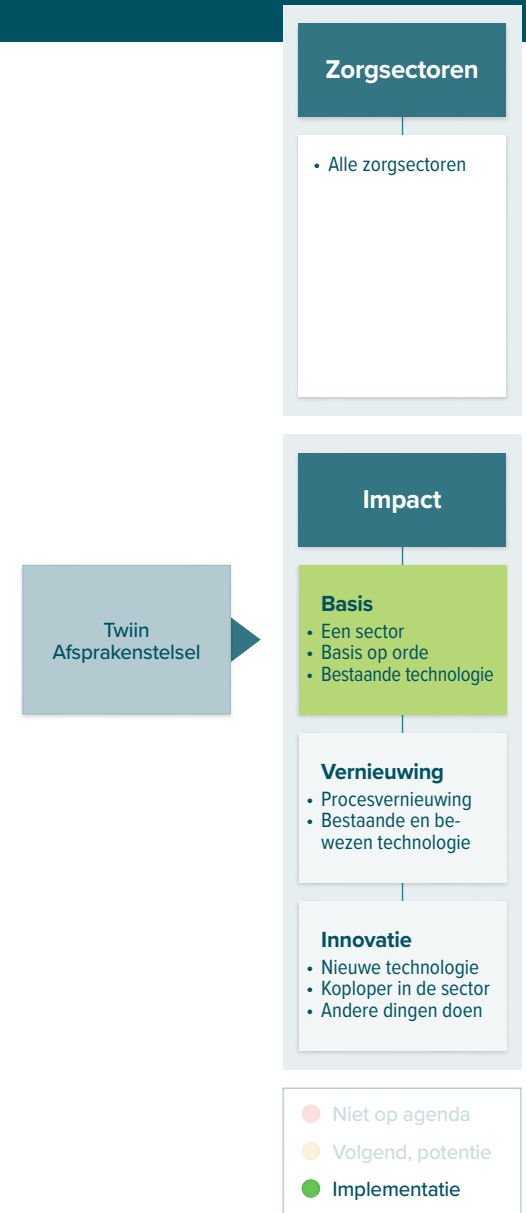 Zorgsectoren
• Alle zorgsectoren
Impact
Twiin
Afsprakenstelsel
Basis
• Een sector
• Basis op orde
• Bestaande technologie
Vernieuwing
• Procesvernieuwing
• Bestaande en be-
wezen technologie
Innovatie
• Nieuwe technologie
• Koploper in de sector
• Andere dingen doen
Niet op agenda
Volgend, potentie
Implementatie